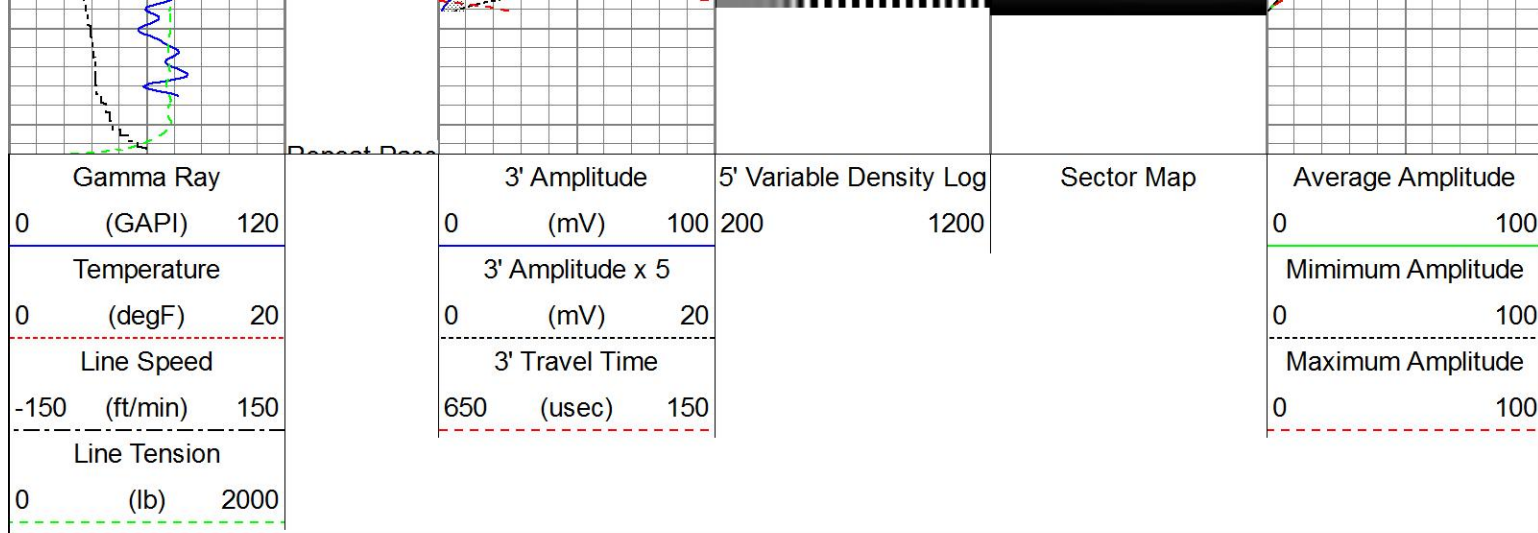 Repeat Pass
Gamma Ray
0 (GAPI) 120
Temperature
0 (degF) 20
Line Speed
-150 (ft/min) 150
Line Tension
0 (lb) 2000
3' Amplitude
0 (mV) 100
3' Amplitude x 5
0 (mV) 20
3' Travel Time
650 (usec) 150
5' Variable Density Log
200 1200
Sector Map
Average Amplitude
0 100
Mimimum Amplitude
0 100
Maximum Amplitude
0 100